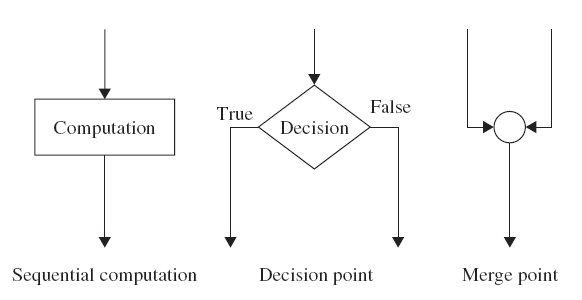 True
False
Computation
Decision
Sequential computation
Decision point
Merge point